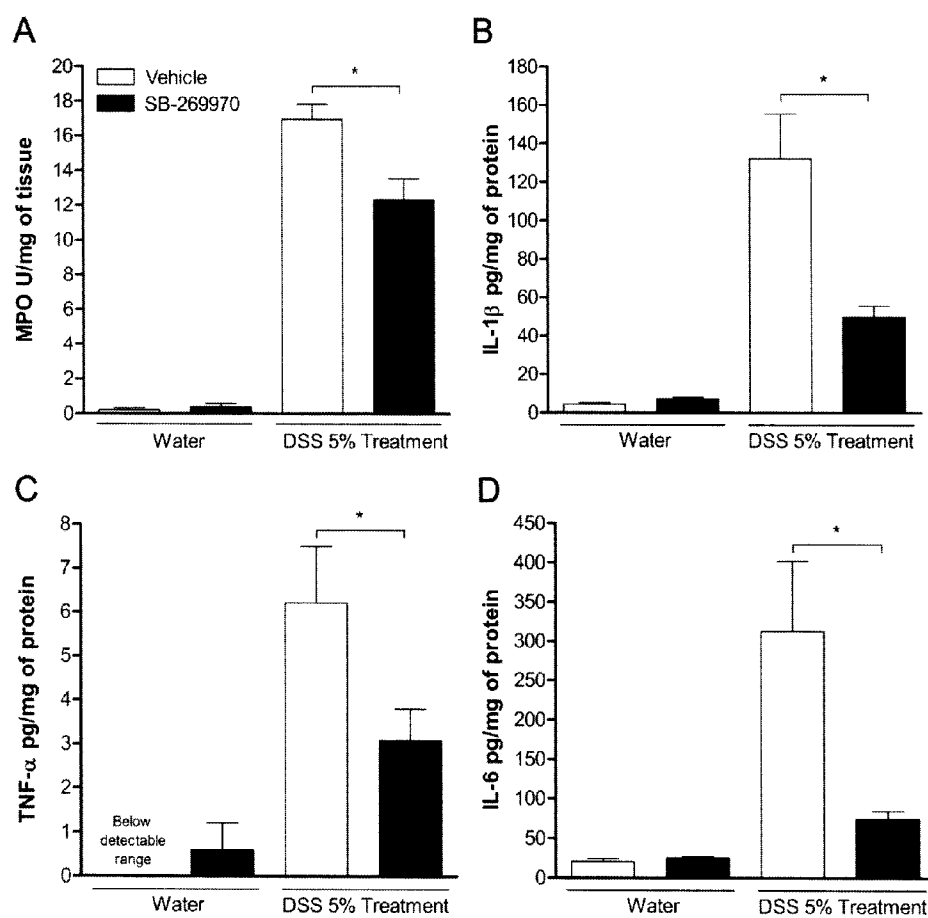 A
MPO U/mg of tissue
20
18
16
14
12
10
8
6
4
2
0
Vehicle
SB-269970
*
Water
DSS 5% Treatment
B
IL-1β pg/mg of protein
180
160
140
120
100
80
60
40
20
0
*
Water
DSS 5% Treatment
C
TNF-α pg/mg of protein
8
7
6
5
4
3
2
1
0
Below
detectable
range
*
Water
DSS 5% Treatment
D
IL-6 pg/mg of protein
450
400
350
300
250
200
150
100
50
0
*
Water
DSS 5% Treatment